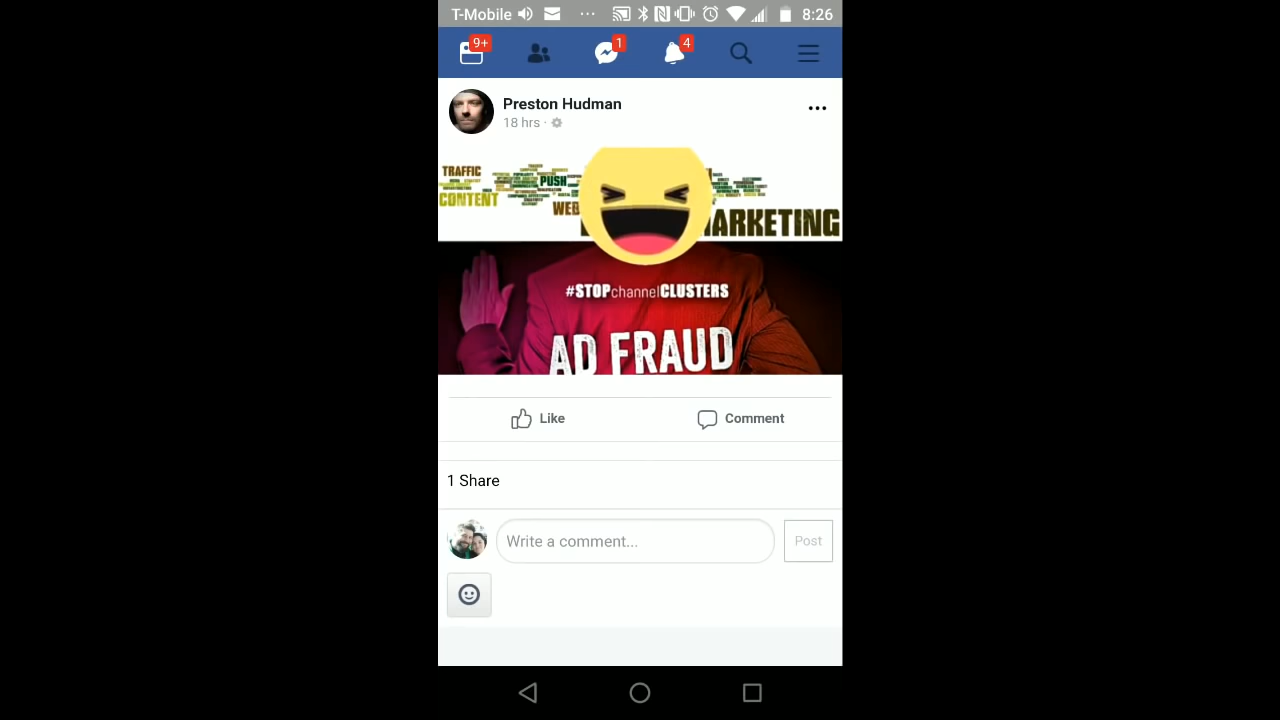 T-Mobile 8:26
9+ 1 4
Preston Hudman
18 hrs ·
TRAFFIC
PUSH
CONTENT
WEB
ARKETING
#STOPchannelCLUSTERS
AD FRAUD
Like Comment
1 Share
Write a comment... Post